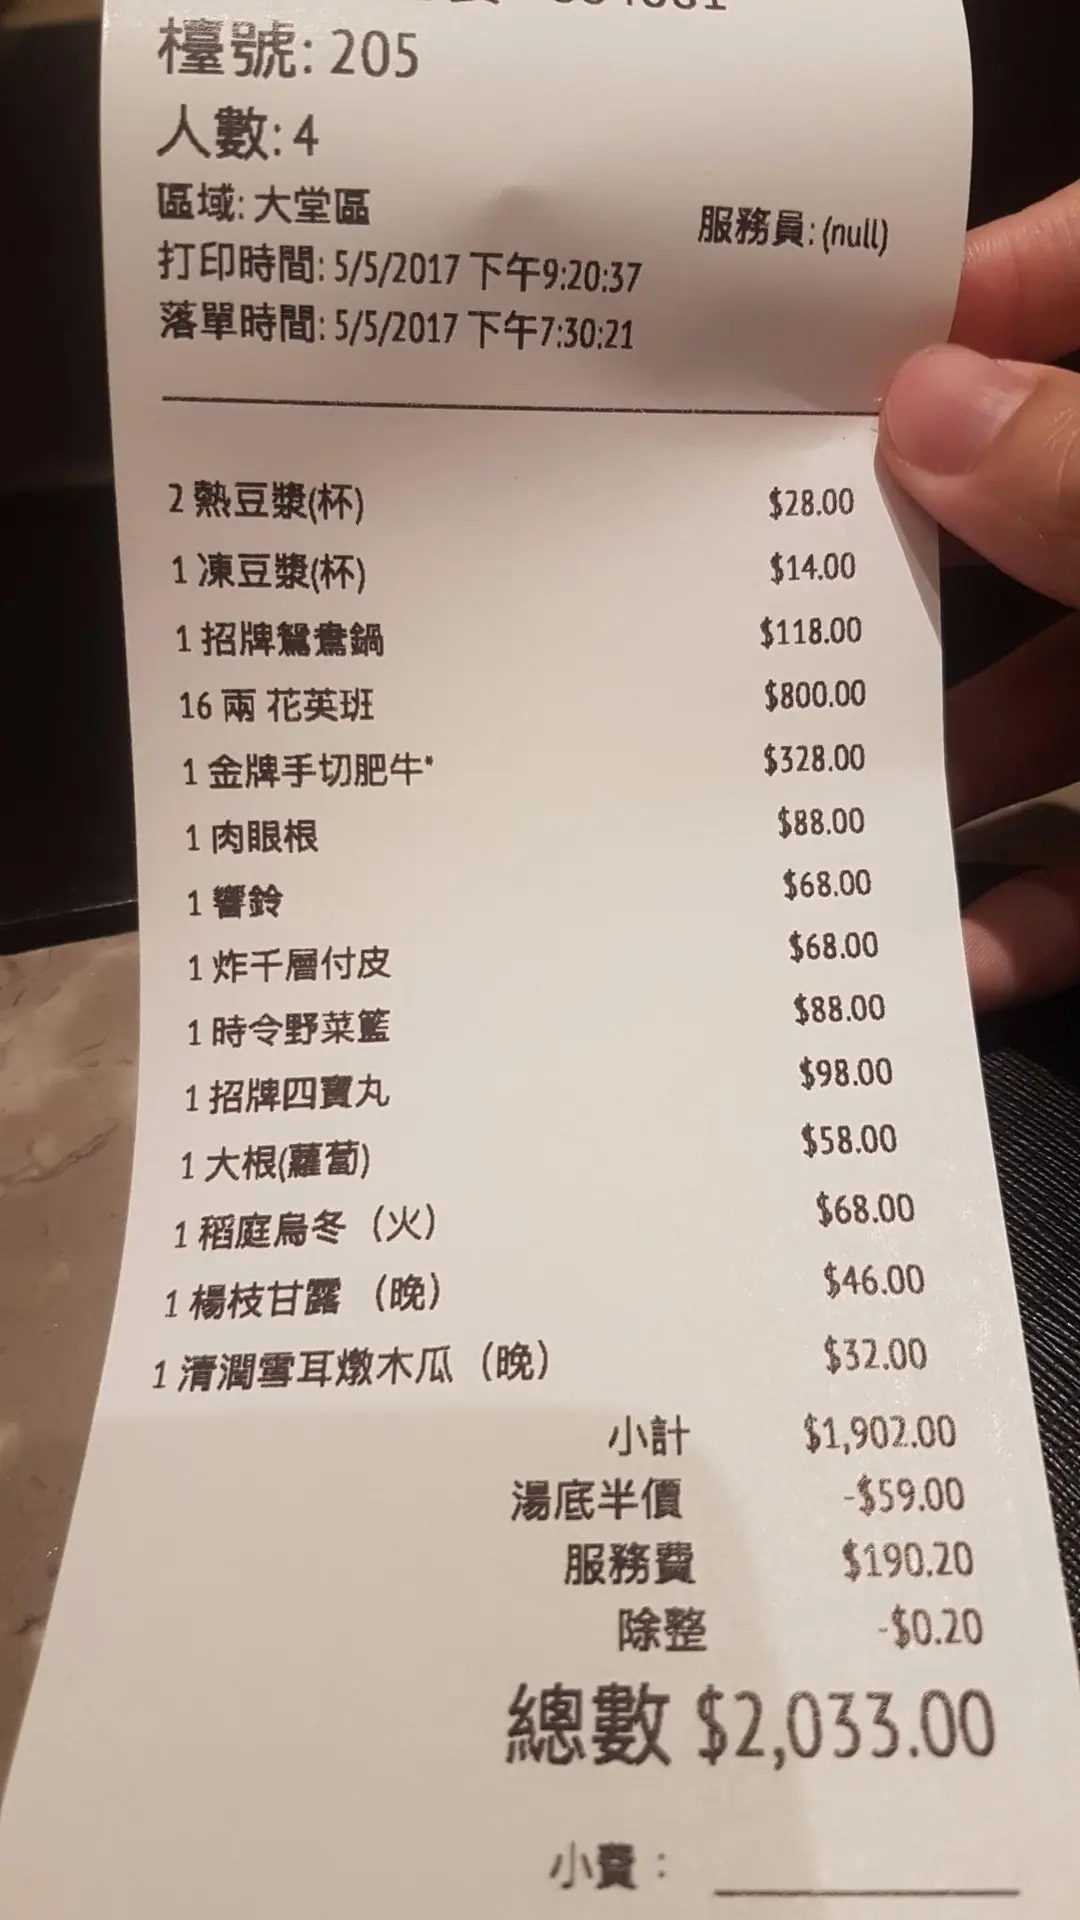 檯號: 205
人數: 4
區域: 大堂區 服務員: (null)
打印時間: 5/5/2017 下午9:20:37
落單時間: 5/5/2017 下午7:30:21
2 熱豆漿(杯) $28.00
1 凍豆漿(杯) $14.00
1 招牌鴛鴦鍋 $118.00
16 兩 花英班 $800.00
1 金牌手切肥牛* $328.00
1 肉眼根 $88.00
1 響鈴 $68.00
1 炸千層付皮 $68.00
1 時令野菜籃 $88.00
1 招牌四寶丸 $98.00
1 大根(蘿蔔) $58.00
1 稻庭烏冬（火） $68.00
1 楊枝甘露 （晚） $46.00
1 清潤雪耳燉木瓜（晚） $32.00
小計 $1,902.00
湯底半價 -$59.00
服務費 $190.20
除整 -$0.20
總數 $2,033.00
小費：